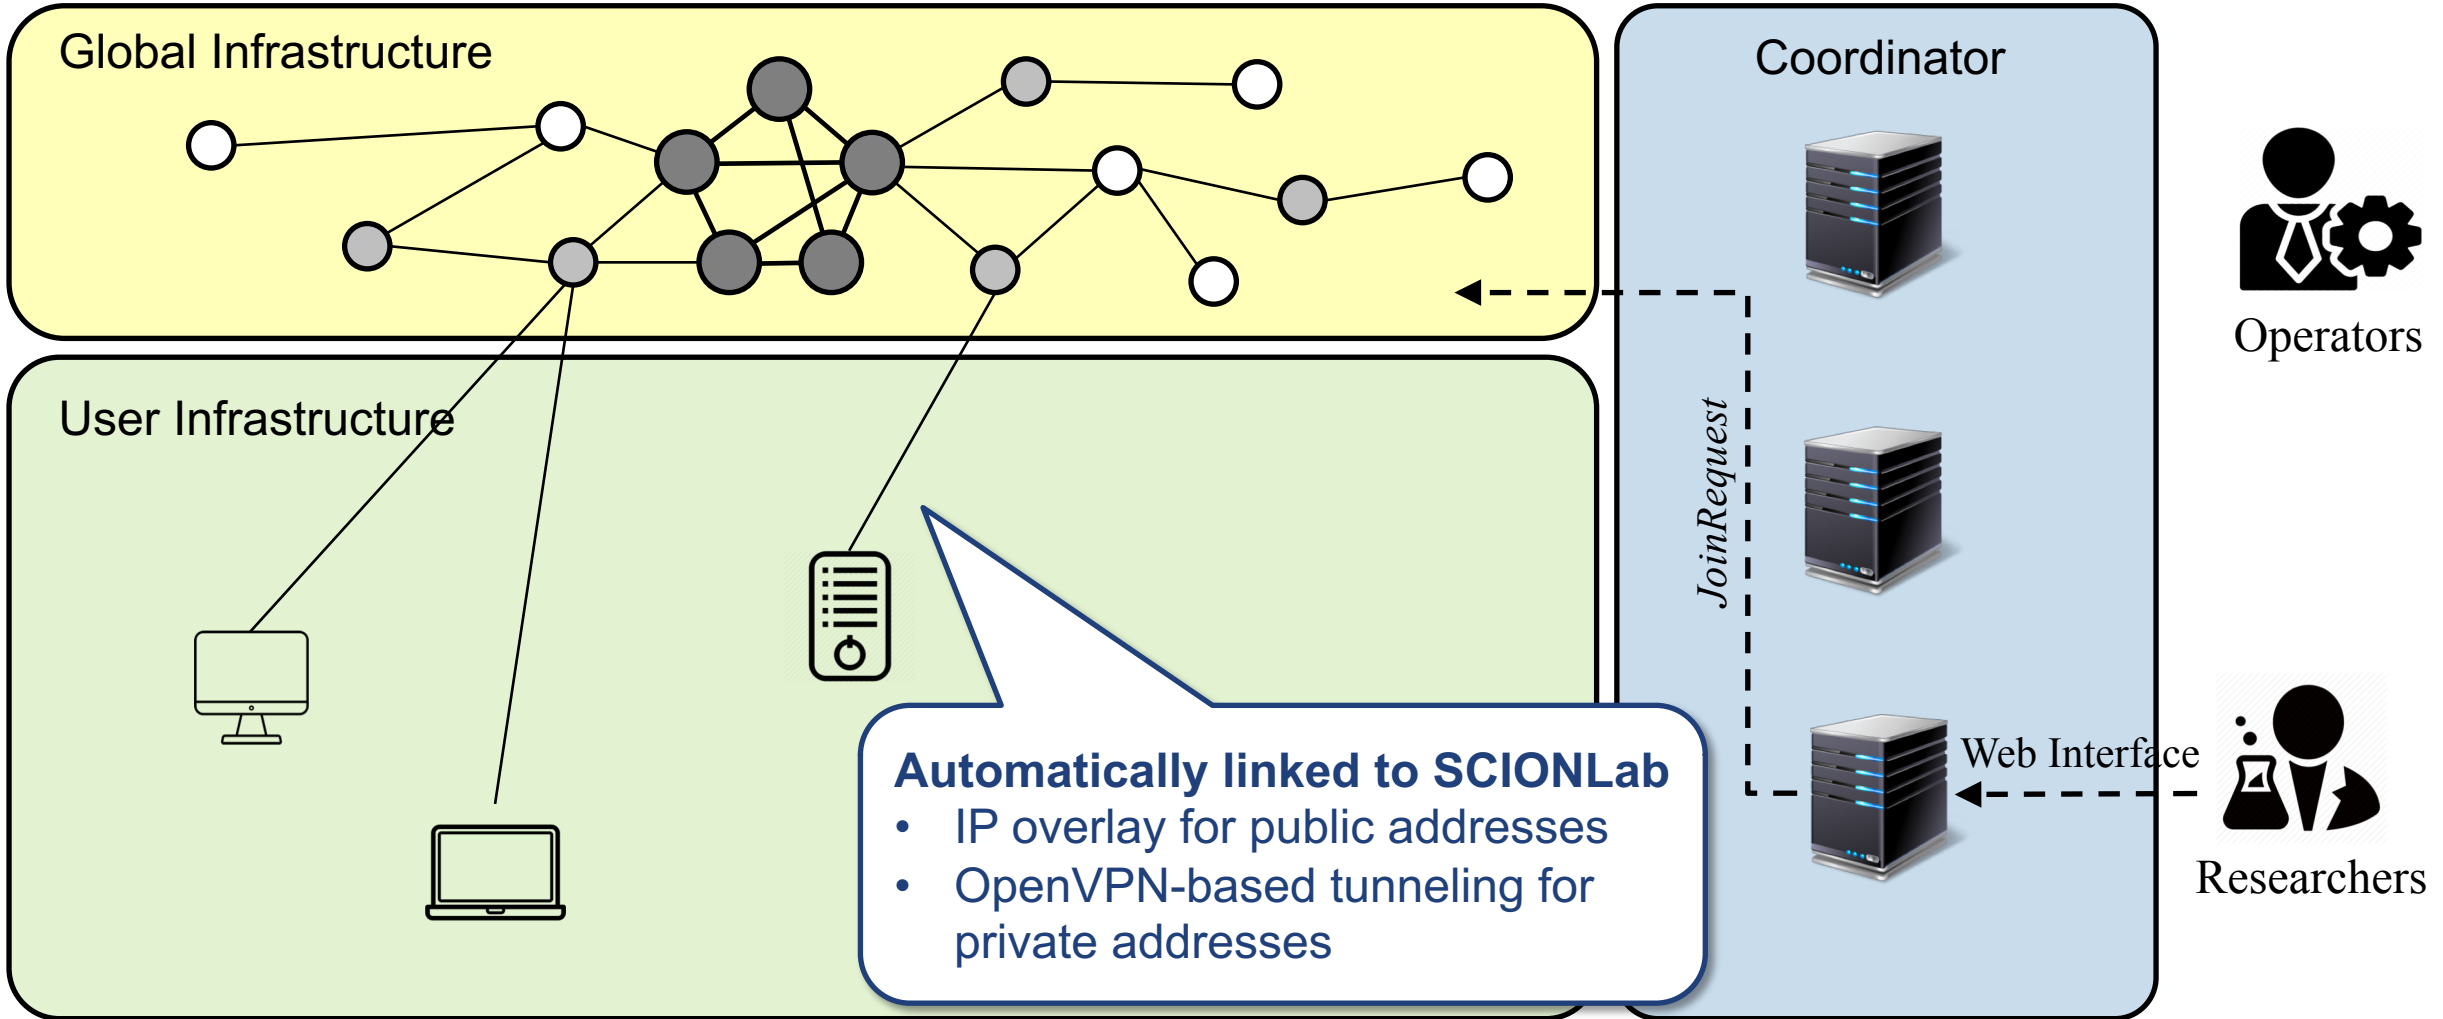 Global Infrastructure
Coordinator
Operators
User Infrastructure
JoinRequest
Web Interface
Researchers
Automatically linked to SCIONLab
• IP overlay for public addresses
• OpenVPN-based tunneling for
private addresses